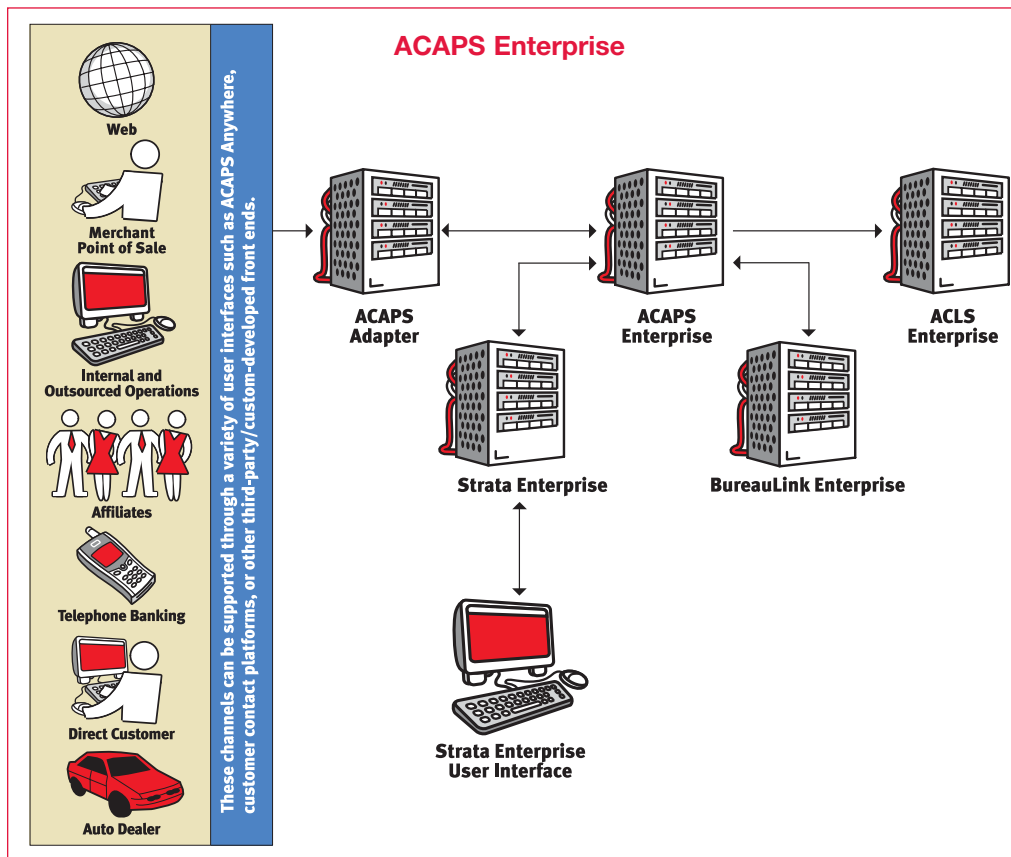 ACAPS Enterprise
Web
Merchant
Point of Sale
Internal and
Outsourced Operations
Affiliates
Telephone Banking
Direct Customer
Auto Dealer
These channels can be supported through a variety of user interfaces such as ACAPS Anywhere,
customer contact platforms, or other third-party/custom-developed front ends.
ACAPS
Adapter
ACAPS
Enterprise
ACLS
Enterprise
Strata Enterprise
BureauLink Enterprise
Strata Enterprise
User Interface